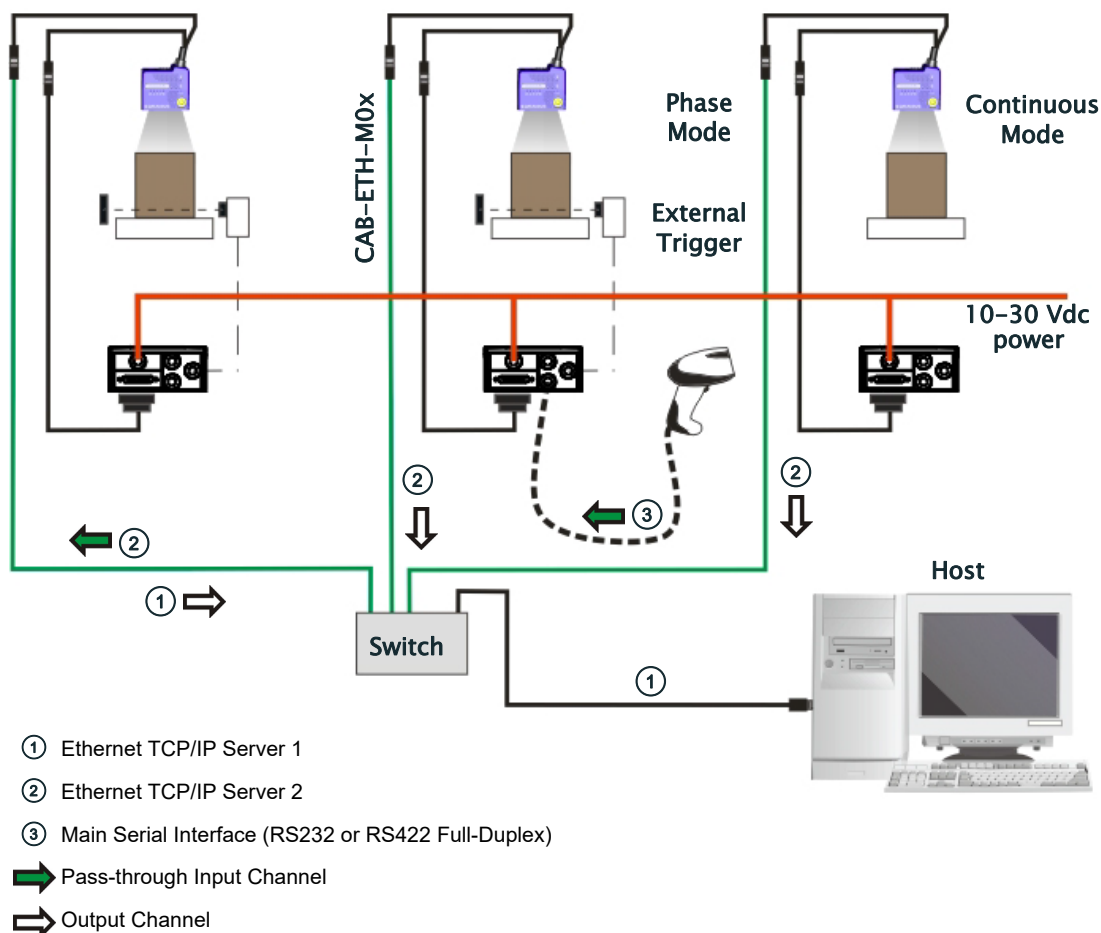 CAB-ETH-M0x
Phase
Mode
Continuous
Mode
External
Trigger
10-30 Vdc
power
2
3
2
2
1
Host
Switch
1
1 Ethernet TCP/IP Server 1
2 Ethernet TCP/IP Server 2
3 Main Serial Interface (RS232 or RS422 Full-Duplex)
Pass-through Input Channel
Output Channel